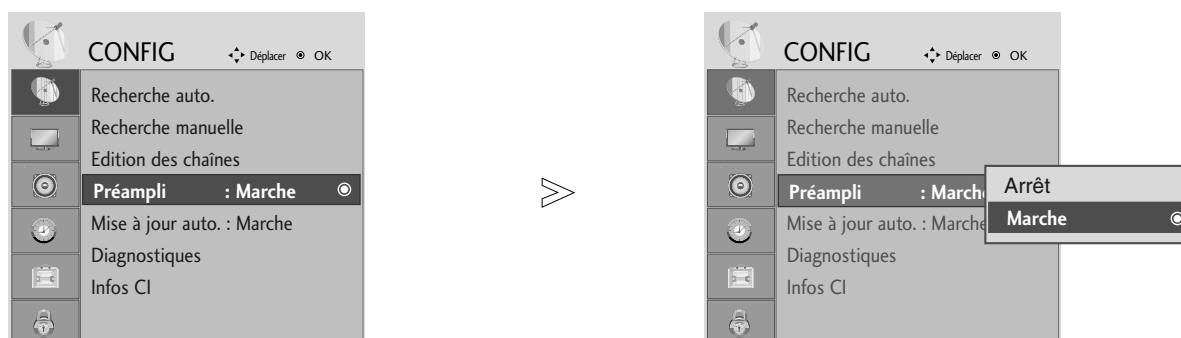 CONFIG Déplacer OK
Recherche auto.
Recherche manuelle
Edition des chaînes
Préampli : Marche
Mise à jour auto. : Marche
Diagnostiques
Infos CI
CONFIG Déplacer OK
Recherche auto.
Recherche manuelle
Edition des chaînes
Préampli : March
Mise à jour auto. : Marche
Diagnostiques
Infos CI
Arrêt
Marche